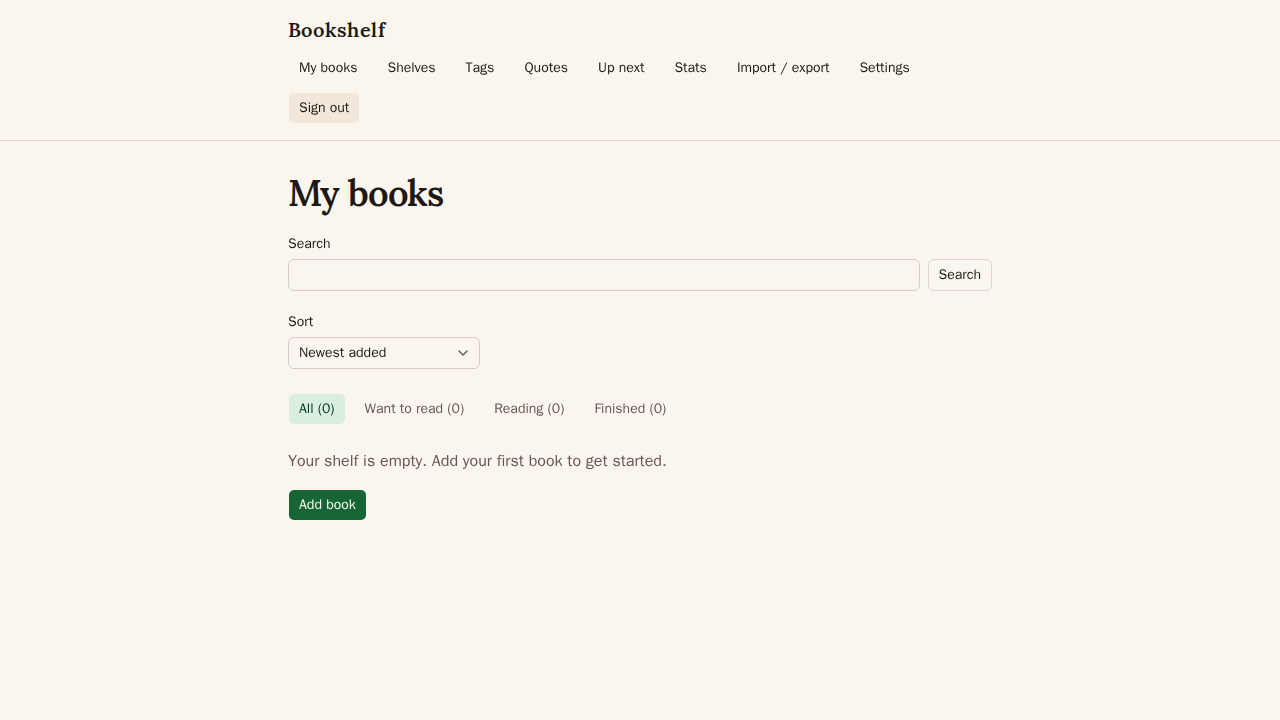 Bookshelf
My books Shelves Tags Quotes Up next Stats Import / export Settings
Sign out
My books
Search
Search
Sort
Newest added
All (0) Want to read (0) Reading (0) Finished (0)
Your shelf is empty. Add your first book to get started.
Add book